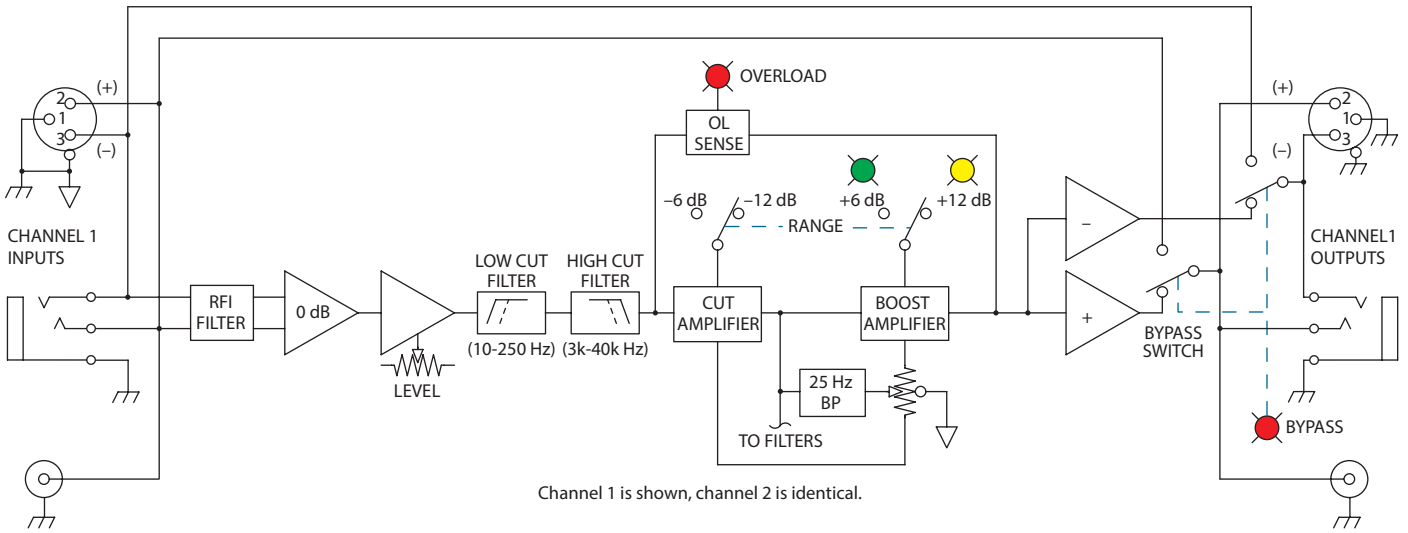 (+)
2
1
3
(–)
CHANNEL 1
INPUTS
RFI
FILTER
0 dB
LEVEL
LOW CUT
FILTER
(10-250 Hz)
HIGH CUT
FILTER
(3k-40k Hz)
OVERLOAD
OL
SENSE
–6 dB
–12 dB
RANGE
+6 dB
+12 dB
CUT
AMPLIFIER
BOOST
AMPLIFIER
25 Hz
BP
TO FILTERS
–
+
BYPASS
SWITCH
(+)
2
1
3
(–)
CHANNEL1
OUTPUTS
BYPASS
Channel 1 is shown, channel 2 is identical.